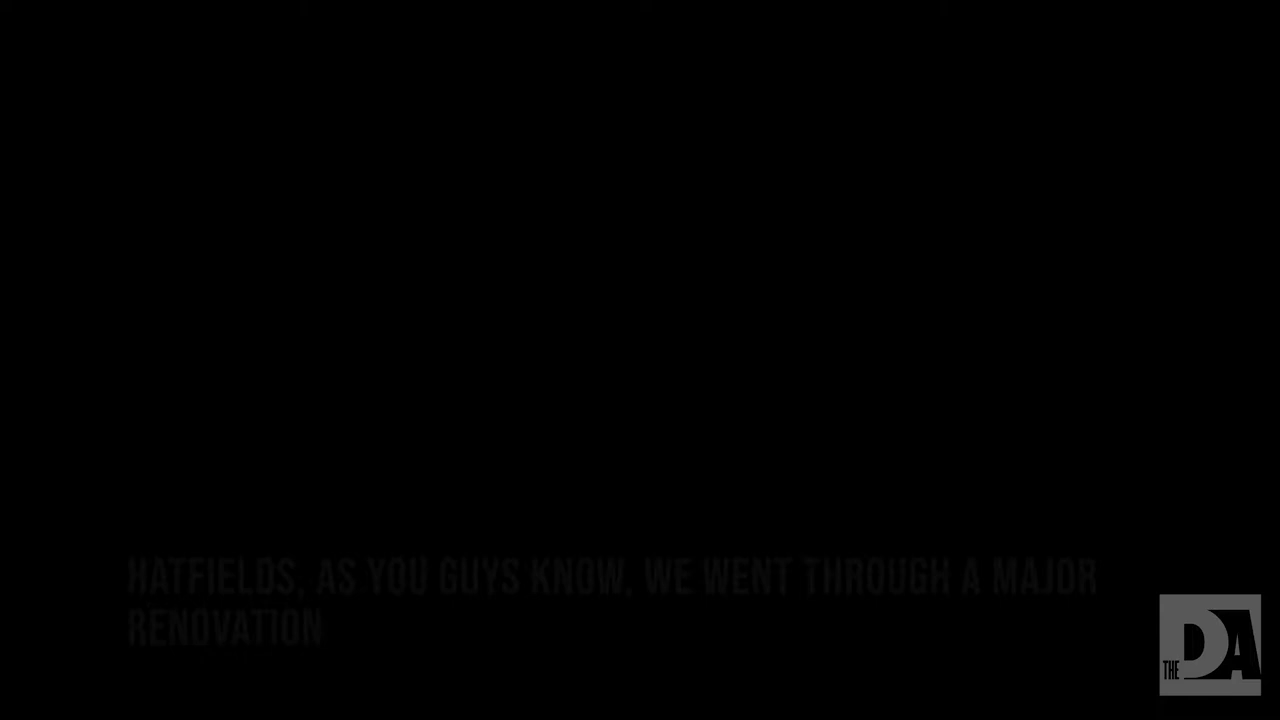 HATFIELDS, AS YOU GUYS KNOW, WE WENT THROUGH A MAJOR
RENOVATION
THE DA